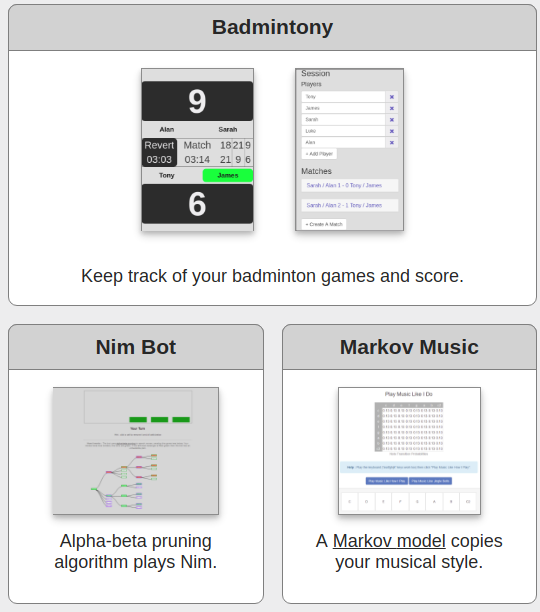 Badmintony
9
Alan Sarah
Revert Match 18 21 9
03:03 03:14 21 9 6
Tony James
6
Session
Players
Tony
James
Sarah
Luke
Alan
+ Add Player
Matches
Sarah / Alan 1 - 0 Tony / James
Sarah / Alan 2 - 1 Tony / James
+ Create A Match
Keep track of your badminton games and score.
Nim Bot
Your Turn
Alpha-beta pruning
algorithm plays Nim.
Markov Music
Play Music Like I Do
A Markov model copies
your musical style.